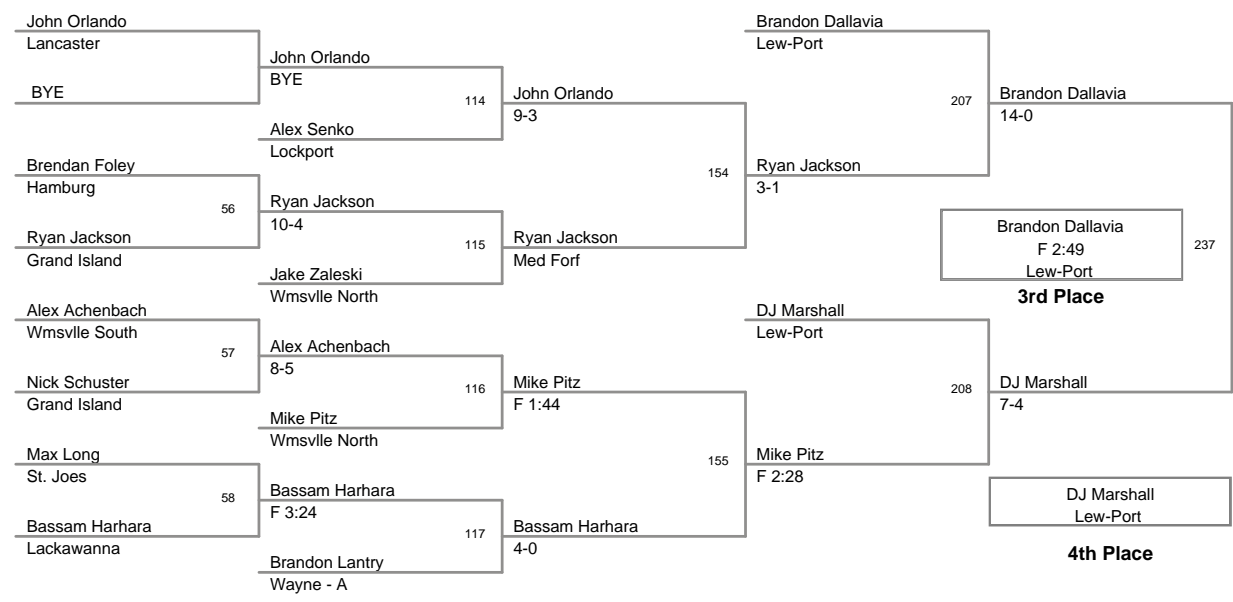 John Orlando
Lancaster
BYE
Brendan Foley
Hamburg
56
Ryan Jackson
Grand Island
Alex Achenbach
Wmsvlle South
57
Nick Schuster
Grand Island
Max Long
St. Joes
58
Bassam Harhara
Lackawanna
John Orlando
BYE
114
Alex Senko
Lockport
Ryan Jackson
10-4
115
Jake Zaleski
Wmsvlle North
Alex Achenbach
8-5
116
Mike Pitz
Wmsvlle North
Bassam Harhara
F 3:24
117
Brandon Lantry
Wayne - A
John Orlando
9-3
154
Ryan Jackson
Med Forf
Mike Pitz
F 1:44
155
Bassam Harhara
4-0
Brandon Dallavia
Lew-Port
207
Ryan Jackson
3-1
DJ Marshall
Lew-Port
208
Mike Pitz
F 2:28
Brandon Dallavia
14-0
Brandon Dallavia
F 2:49
Lew-Port
237
3rd Place
DJ Marshall
7-4
DJ Marshall
Lew-Port
4th Place